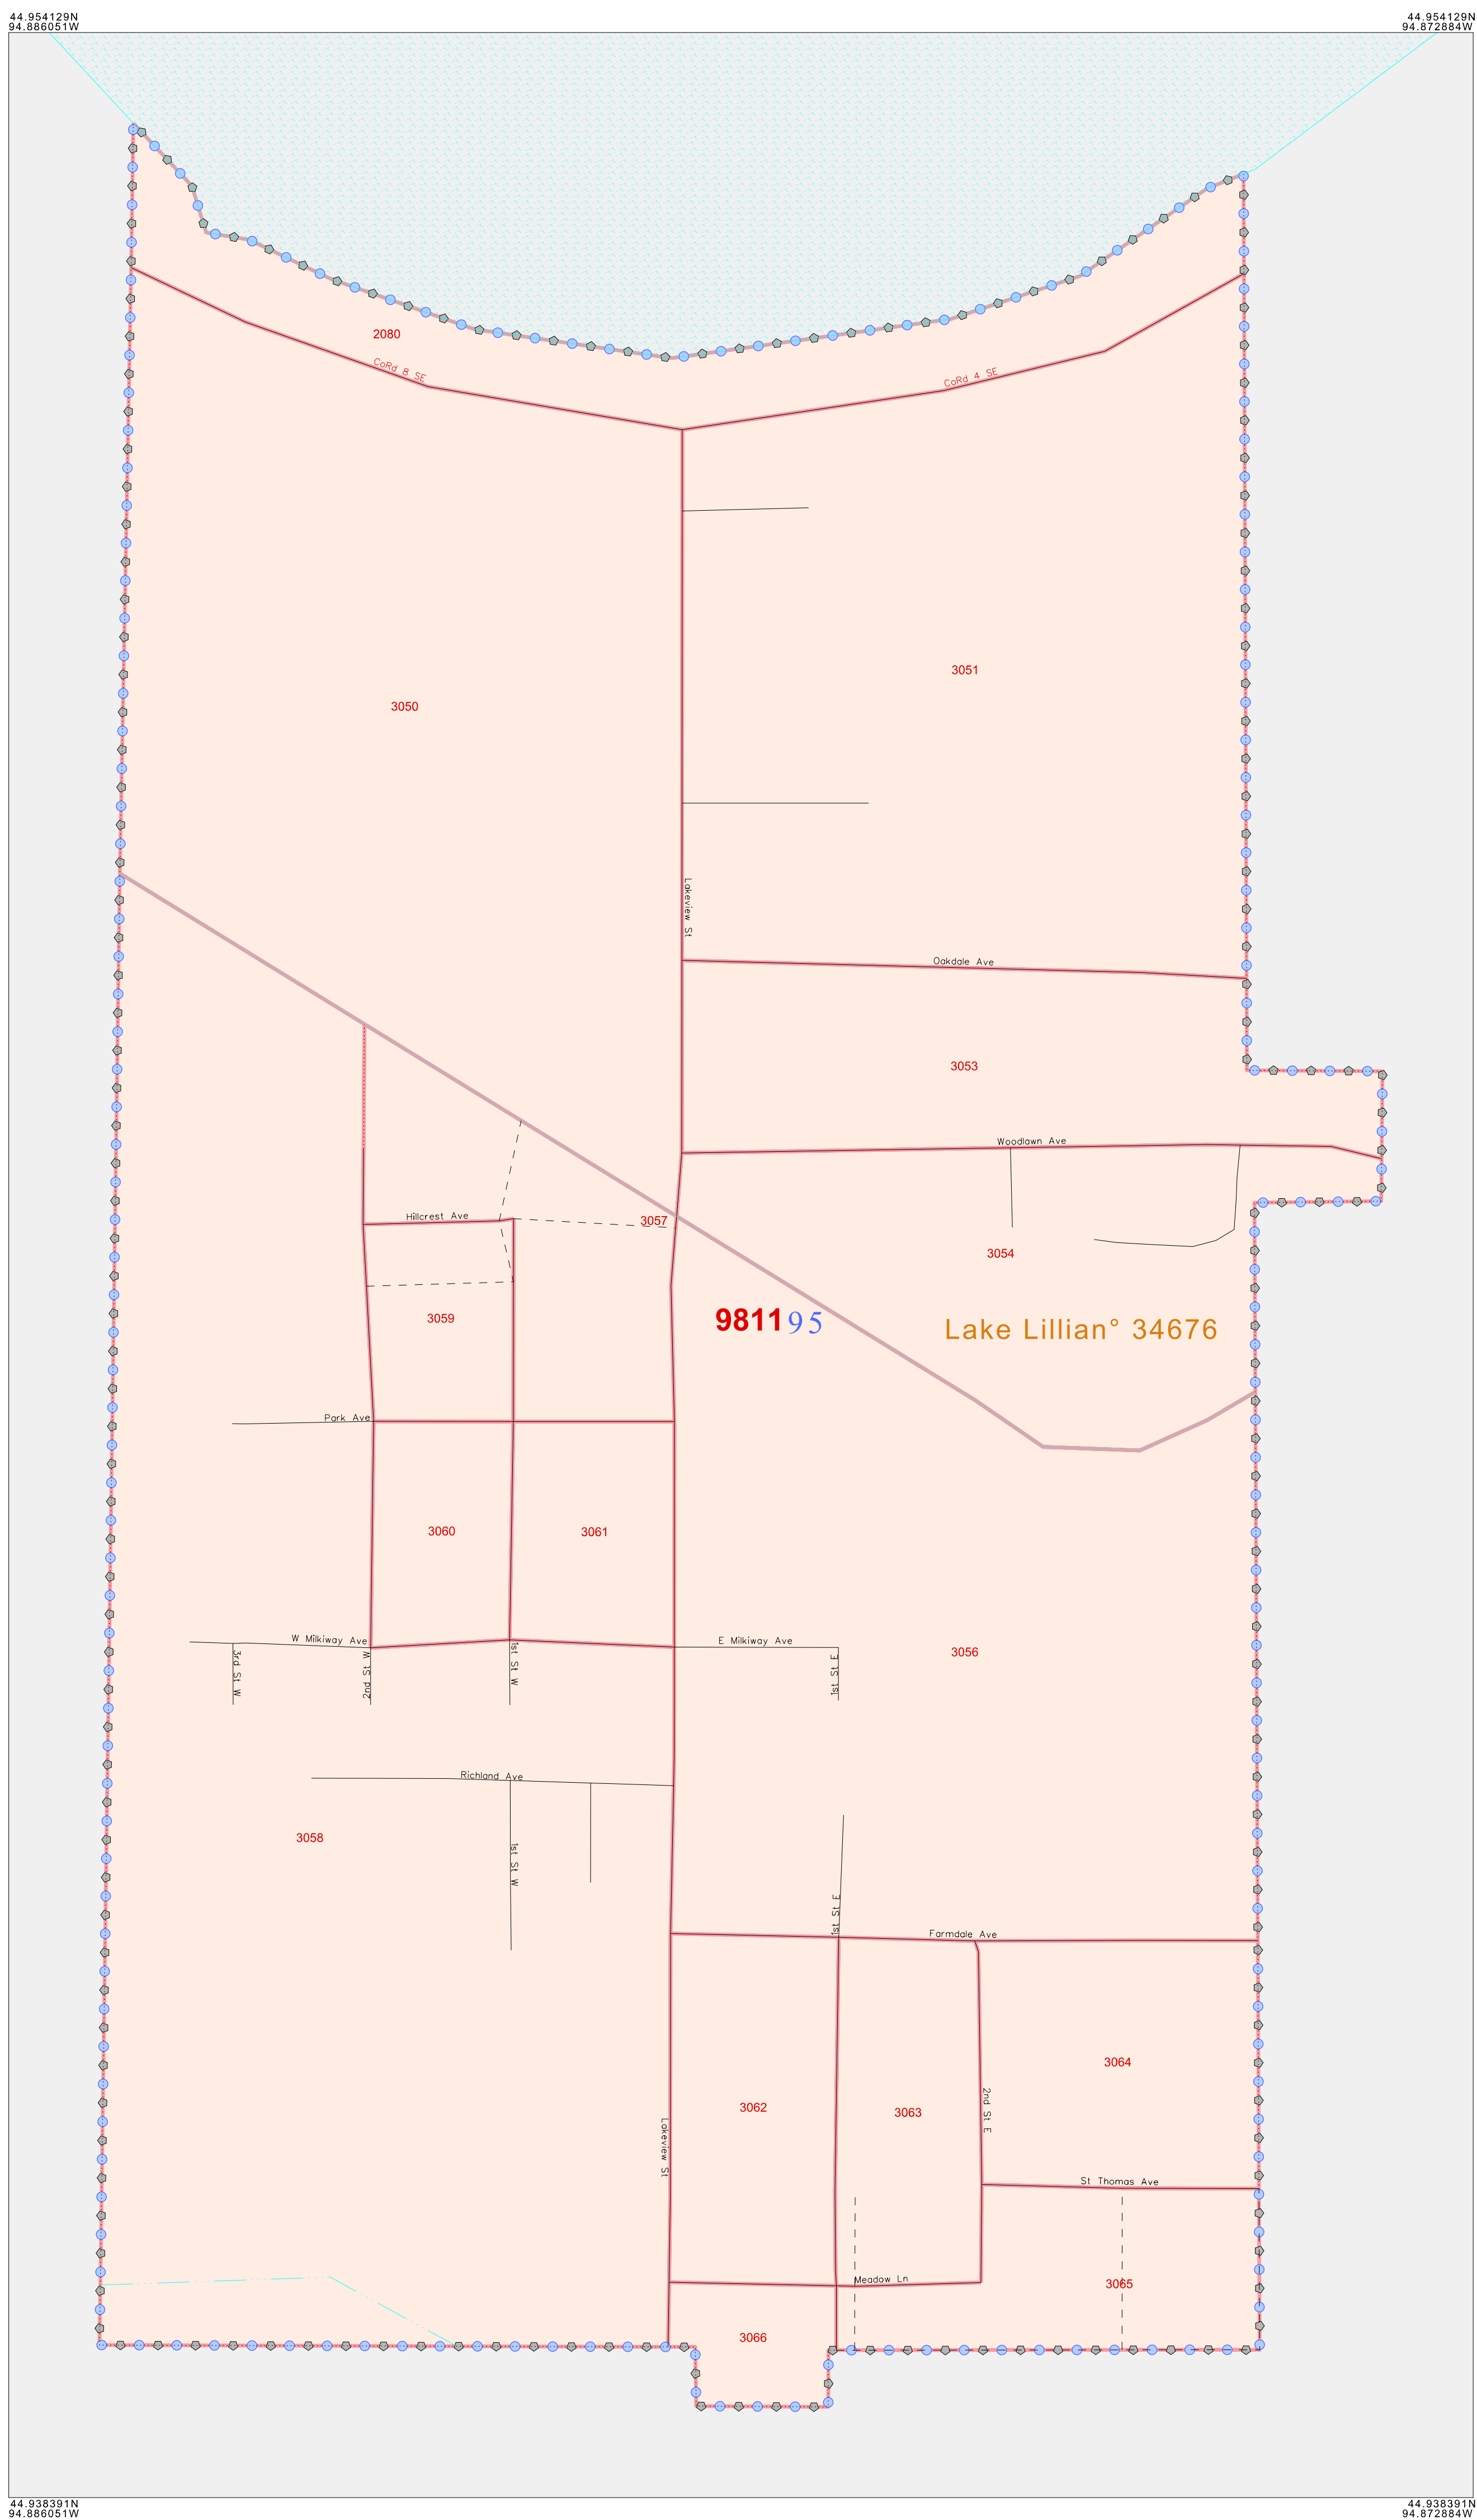 44.954129N
94.886051W
44.954129N
94.872884W
2080
CoRd 8 SE
CoRd 4 SE
3051
3050
Lakeview St
Oakdale Ave
3053
Woodlawn Ave
Hillcrest Ave
3057
3054
3059
9811 95
Lake Lillian° 34676
Park Ave
3060
3061
W Milkiway Ave
E Milkiway Ave
3056
3rd St W
2nd St W
1st St W
1st St E
Richland Ave
3058
1st St W
1st St E
Farmdale Ave
3064
3062
3063
2nd St E
Lakeview St
St Thomas Ave
Meadow Ln
3065
3066
44.938391N
94.886051W
44.938391N
94.872884W